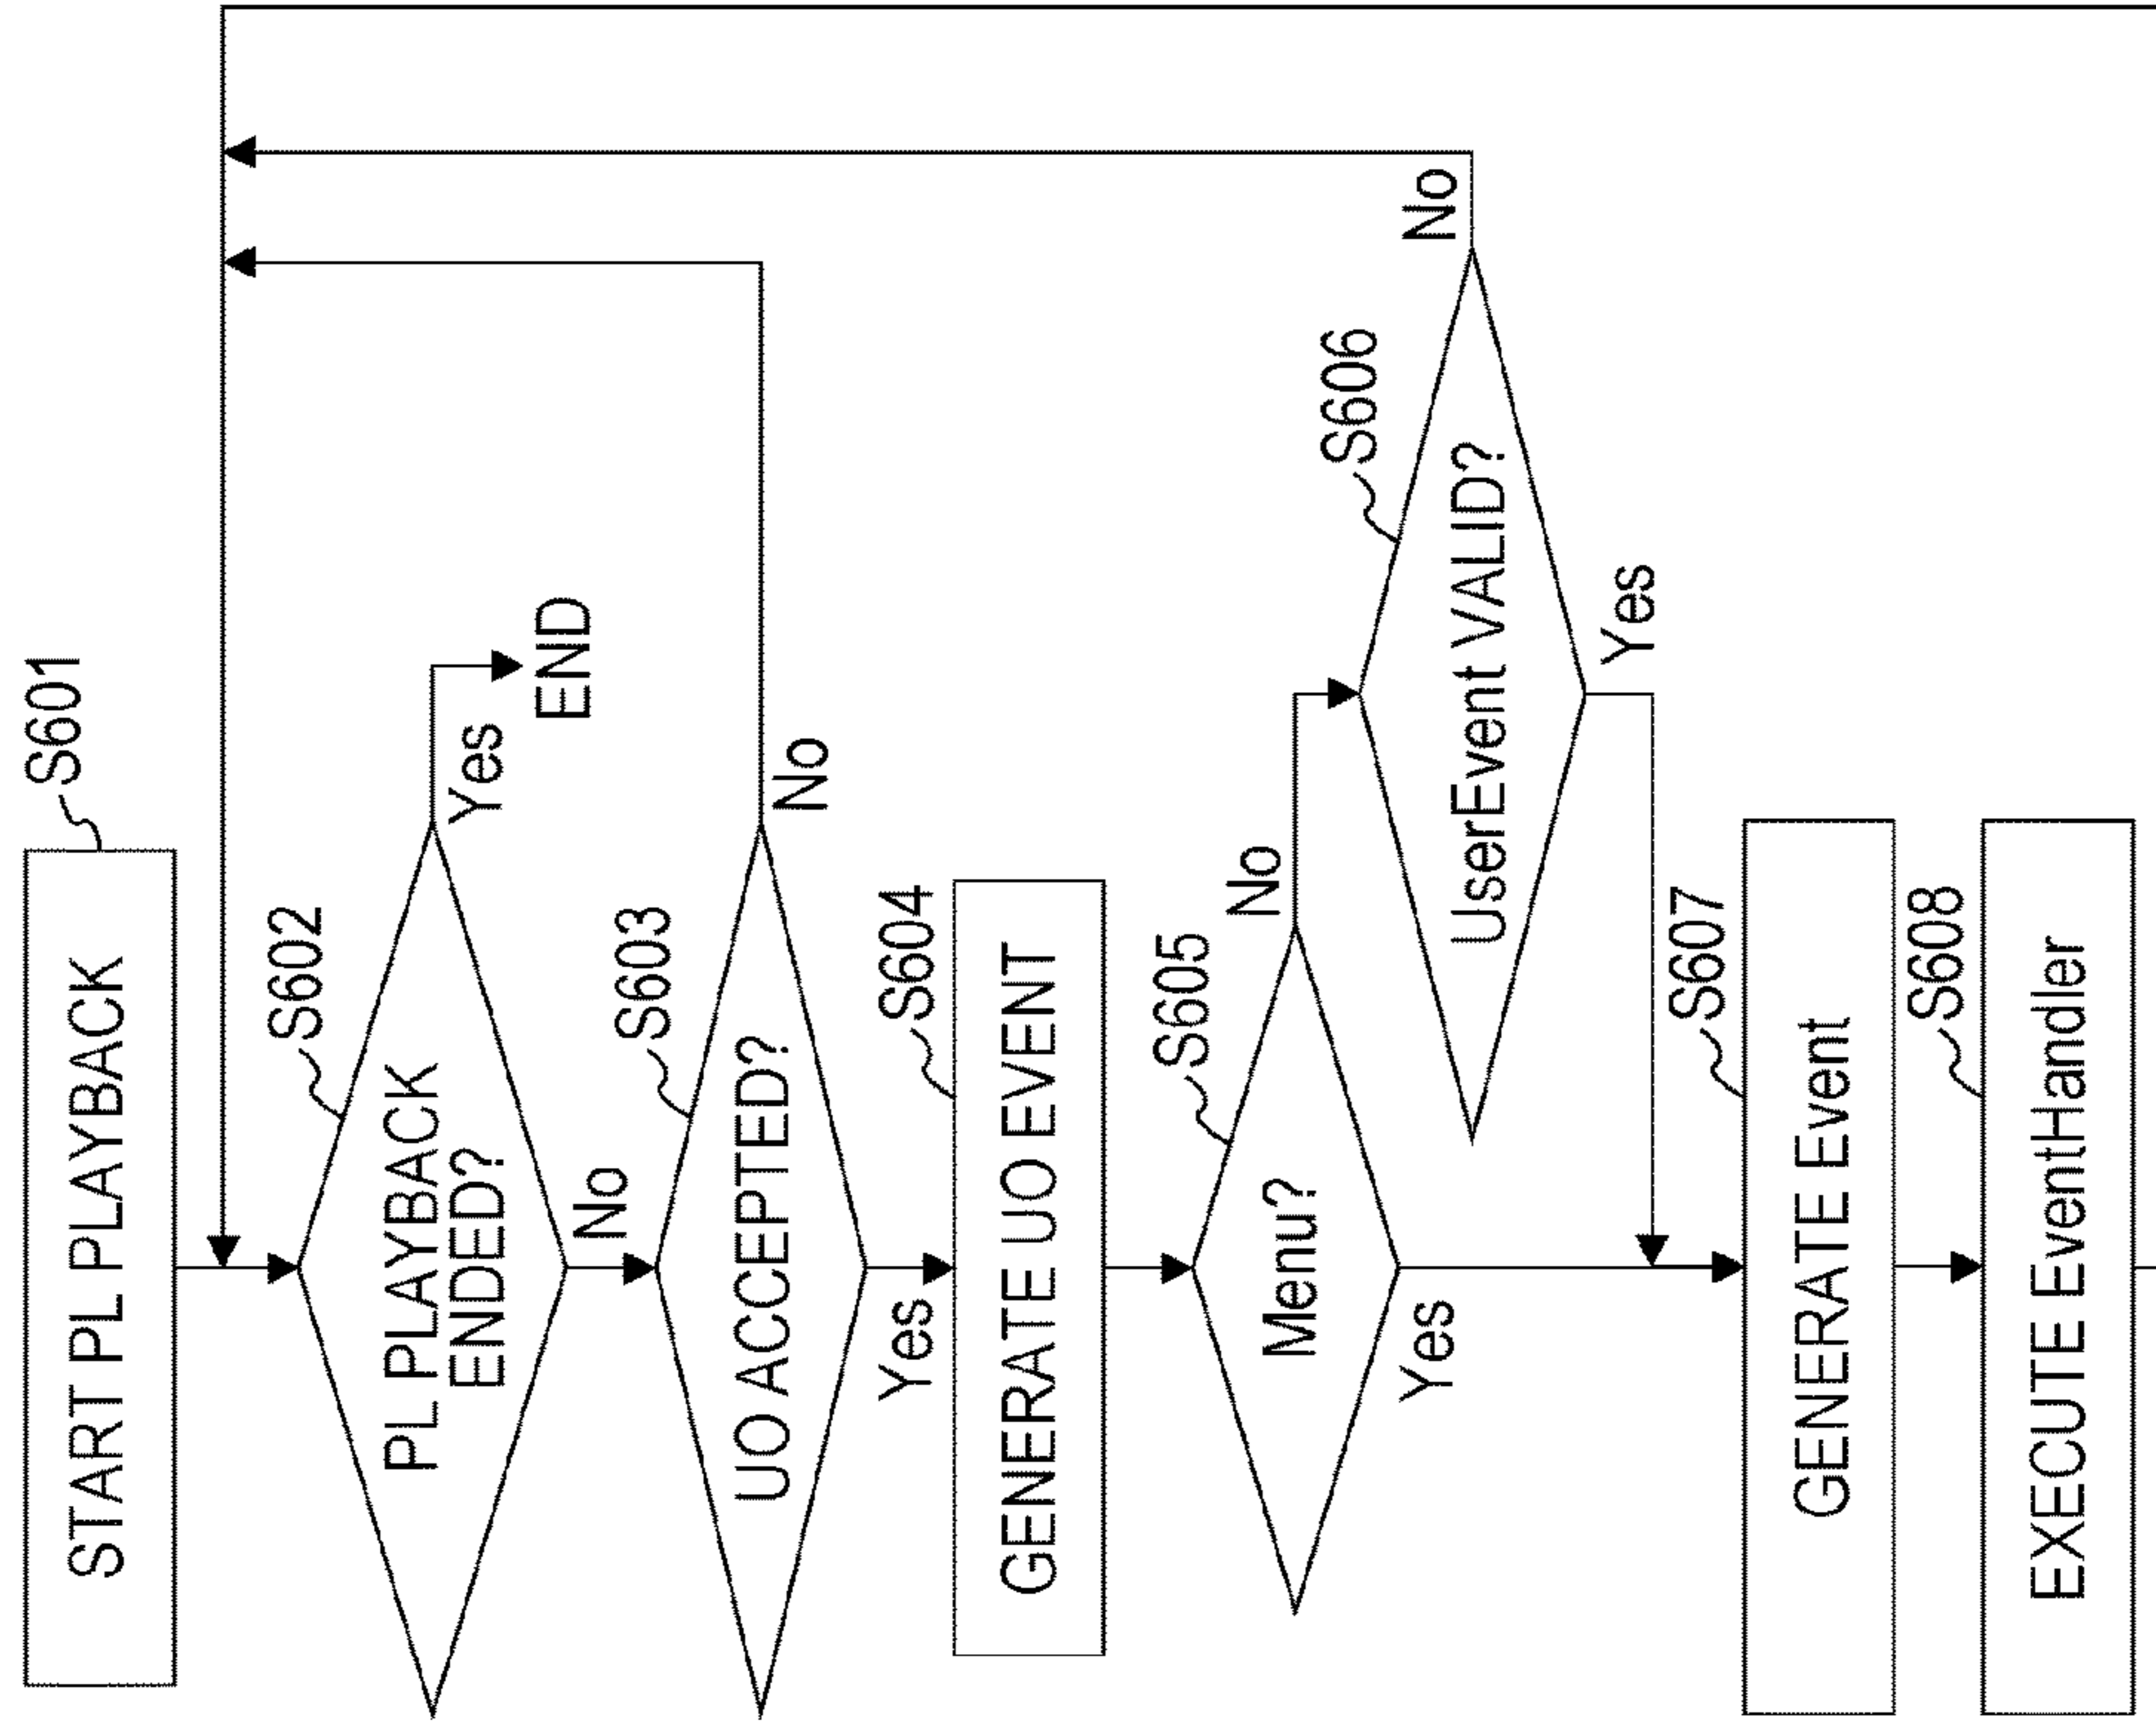 START PL PLAYBACK
S601
PL PLAYBACK
ENDED?
S602
Yes
END
No
UO ACCEPTED?
S603
No
Yes
S604
GENERATE UO EVENT
Menu?
S605
No
Yes
UserEvent VALID?
S606
No
Yes
S607
GENERATE Event
S608
EXECUTE EventHandler